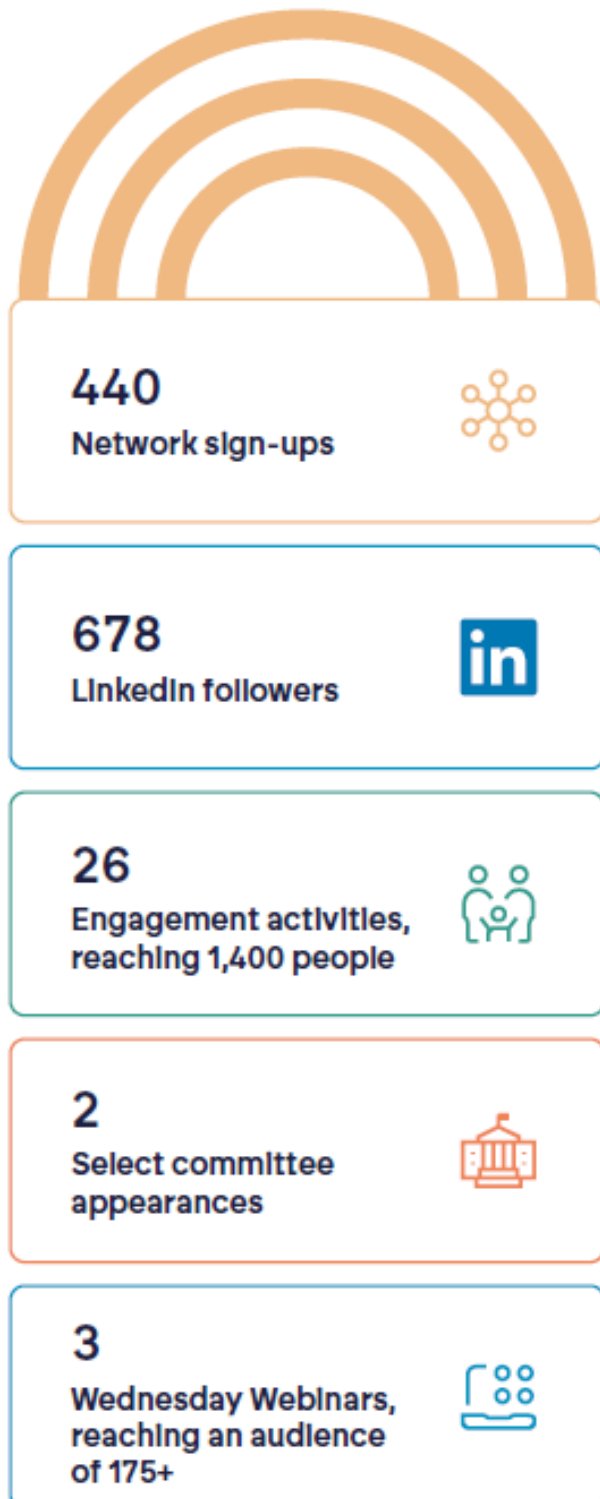 440
Network sign-ups
678
LinkedIn followers
in
26
Engagement activities,
reaching 1,400 people
2
Select committee
appearances
3
Wednesday Webinars,
reaching an audience
of 175+